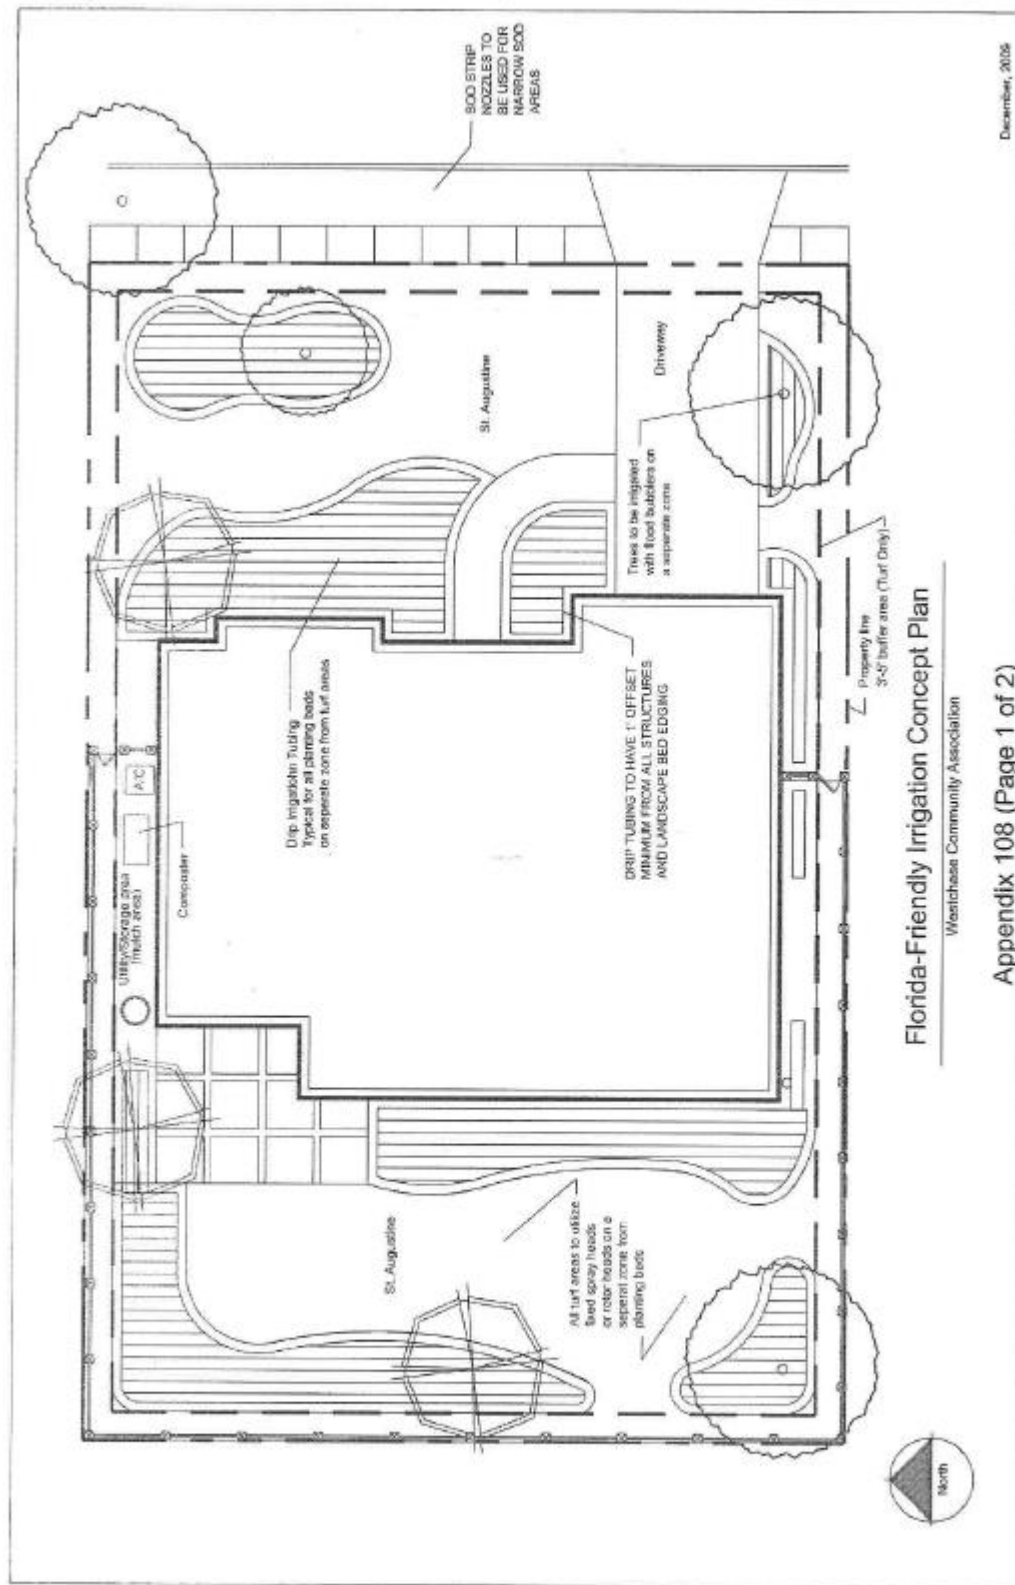 SOD STRIP
NOZZLES TO
BE USED FOR
NARROW SOD
AREAS
December, 2009
St. Augustine
Driveway
Trees to be irrigated
with flood bubblers on
a seperate zone
Drip Irrigatiohn Tubing
Typical for all planting beds
on seperate zone from turf areas
DRIP TUBING TO HAVE 1' OFFSET
MINIMUM FROM ALL STRUCTURES
AND LANDSCAPE BED EDGING
A/C
Composter
Utility/Storage area
(mulch area)
St. Augustine
All turf areas to utilize
fixed spray heads
or rotor heads on a
seperat zone from
planting beds
Property line
3'-5' buffer area (Turf Only)
North
Florida-Friendly Irrigation Concept Plan
Westchase Community Association
Appendix 108 (Page 1 of 2)